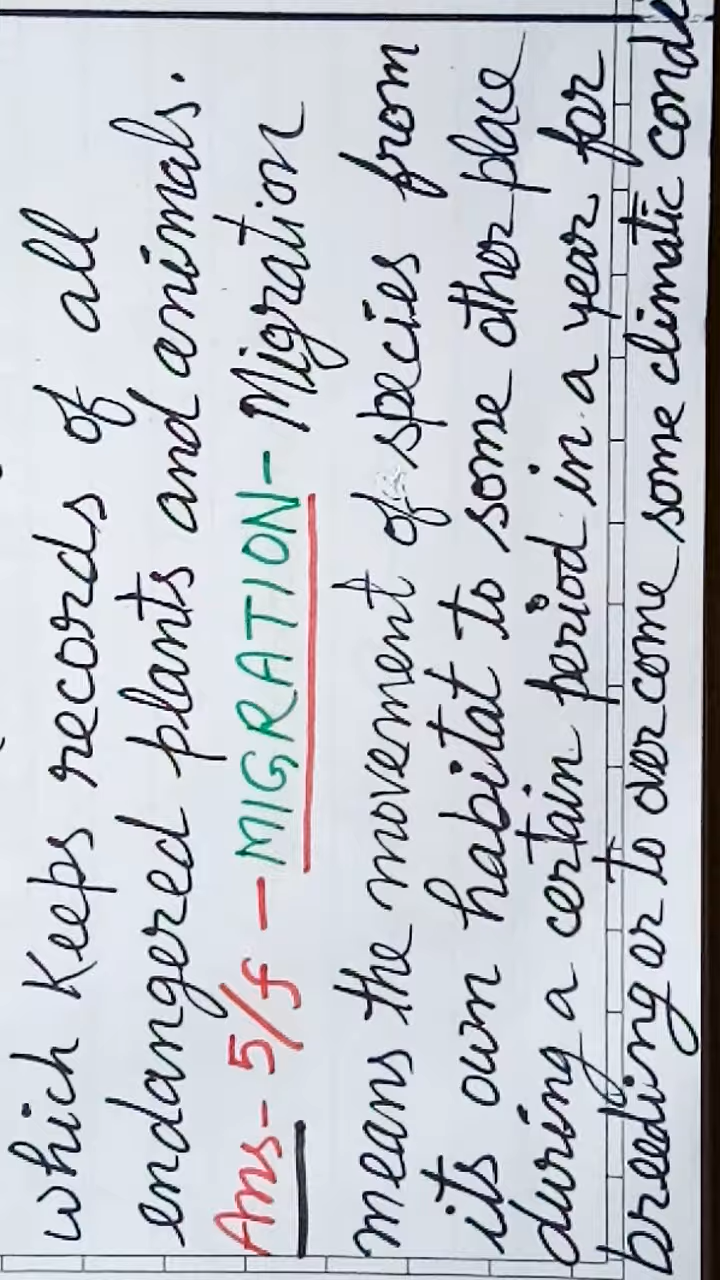 which Keeps records of all
endangered plants and animals.
Ans- 5/f - MIGRATION- Migration
means the movement of species from
its own habitat to some other place
during a certain period in a year for
breeding or to overcome some climatic